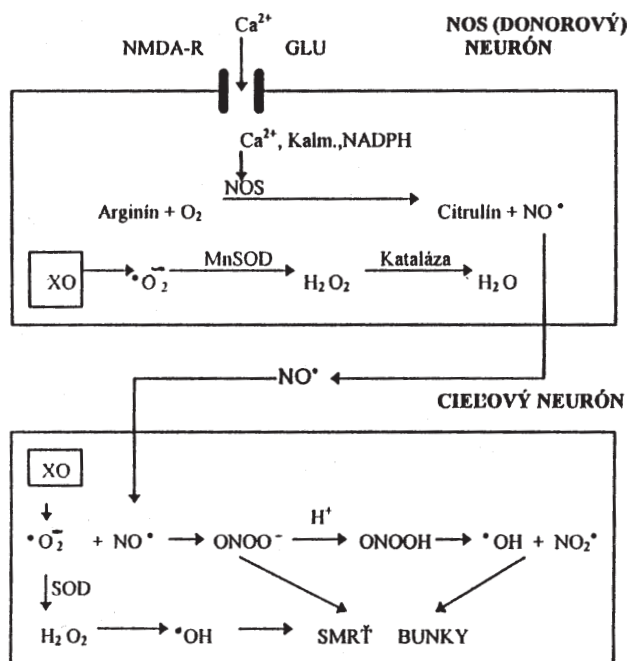 Ca²⁺ NOS (DONOROVÝ)
NMDA-R GLU NEURÓN
Ca²⁺, Kalm.,NADPH
NOS
Arginín + O₂ Citrulín + NO•
XO •O₂⁻ MnSOD H₂O₂ Kataláza H₂O
NO•
CIEĽOVÝ NEURÓN
XO
H⁺
•O₂⁻ + NO• ONOO⁻ ONOOH •OH + NO₂•
SOD
H₂O₂ •OH SMRŤ BUNKY